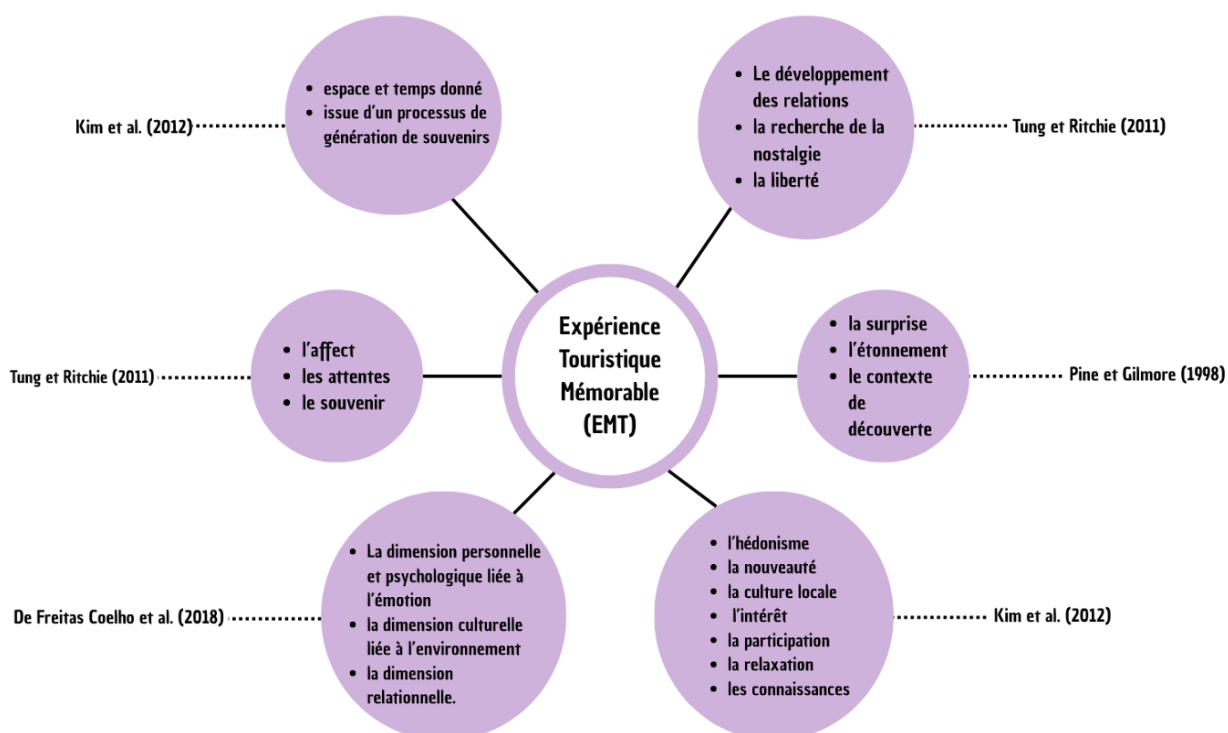 • espace et temps donné
• issue d'un processus de
génération de souvenirs
Kim et al. (2012)
• Le développement
des relations
• la recherche de la
nostalgie
• la liberté
Tung et Ritchie (2011)
• l'affect
• les attentes
• le souvenir
Tung et Ritchie (2011)
Expérience
Touristique
Mémorable
(EMT)
• la surprise
• l'étonnement
• le contexte
de
découverte
Pine et Gilmore (1998)
• La dimension personnelle
et psychologique liée à
l'émotion
• la dimension culturelle
liée à l'environnement
• la dimension
relationnelle.
De Freitas Coelho et al. (2018)
• l'hédonisme
• la nouveauté
• la culture locale
• l'intérêt
• la participation
• la relaxation
• les connaissances
Kim et al. (2012)